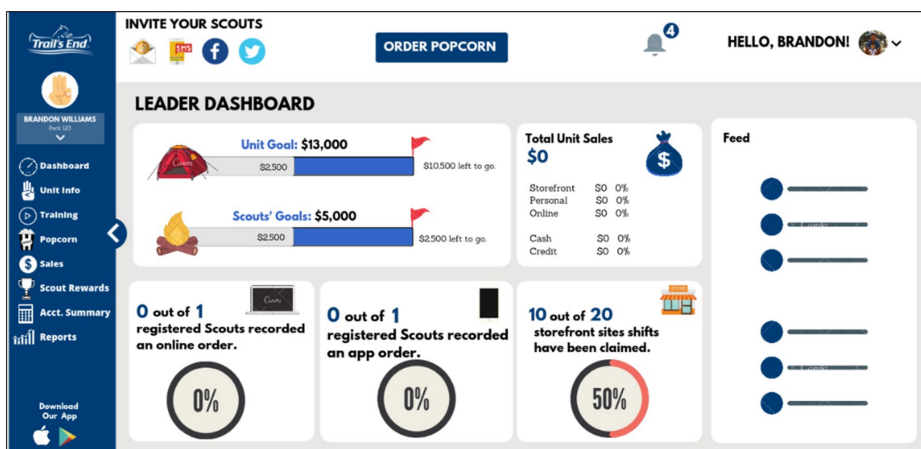 Trail's End
INVITE YOUR SCOUTS
SMS
ORDER POPCORN
4
HELLO, BRANDON!
BRANDON WILLIAMS
Pack 123
Dashboard
Unit Info
Training
Popcorn
Sales
Scout Rewards
Acct. Summary
Reports
Download
Our App
LEADER DASHBOARD
Unit Goal: $13,000
$2,500
$10,500 left to go.
Scouts' Goals: $5,000
$2500
$2,500 left to go.
Total Unit Sales
$0
$
Storefront $0 0%
Personal $0 0%
Online $0 0%
Cash $0 0%
Credit $0 0%
Feed
0 out of 1
registered Scouts recorded
an online order.
0%
0 out of 1
registered Scouts recorded
an app order.
0%
10 out of 20
storefront sites shifts
have been claimed.
50%